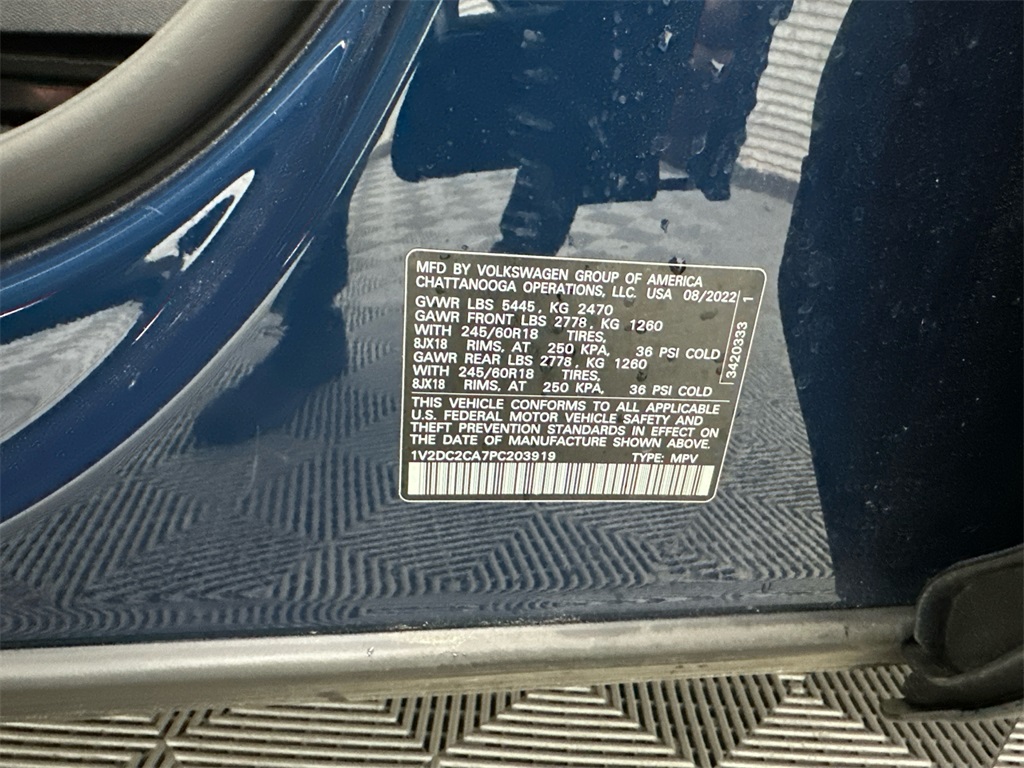 MFD BY VOLKSWAGEN GROUP OF AMERICA
CHATTANOOGA OPERATIONS, LLC. USA 08/2022
GVWR LBS 5445, KG 2470
GAWR FRONT LBS 2778, KG 1260
WITH 245/60R18 TIRES,
8JX18 RIMS, AT 250 KPA, 36 PSI COLD
GAWR REAR LBS 2778, KG 1260
WITH 245/60R18 TIRES,
8JX18 RIMS, AT 250 KPA, 36 PSI COLD
3420333 1
THIS VEHICLE CONFORMS TO ALL APPLICABLE
U.S. FEDERAL MOTOR VEHICLE SAFETY AND
THEFT PREVENTION STANDARDS IN EFFECT ON
THE DATE OF MANUFACTURE SHOWN ABOVE.
1V2DC2CA7PC203919 TYPE: MPV